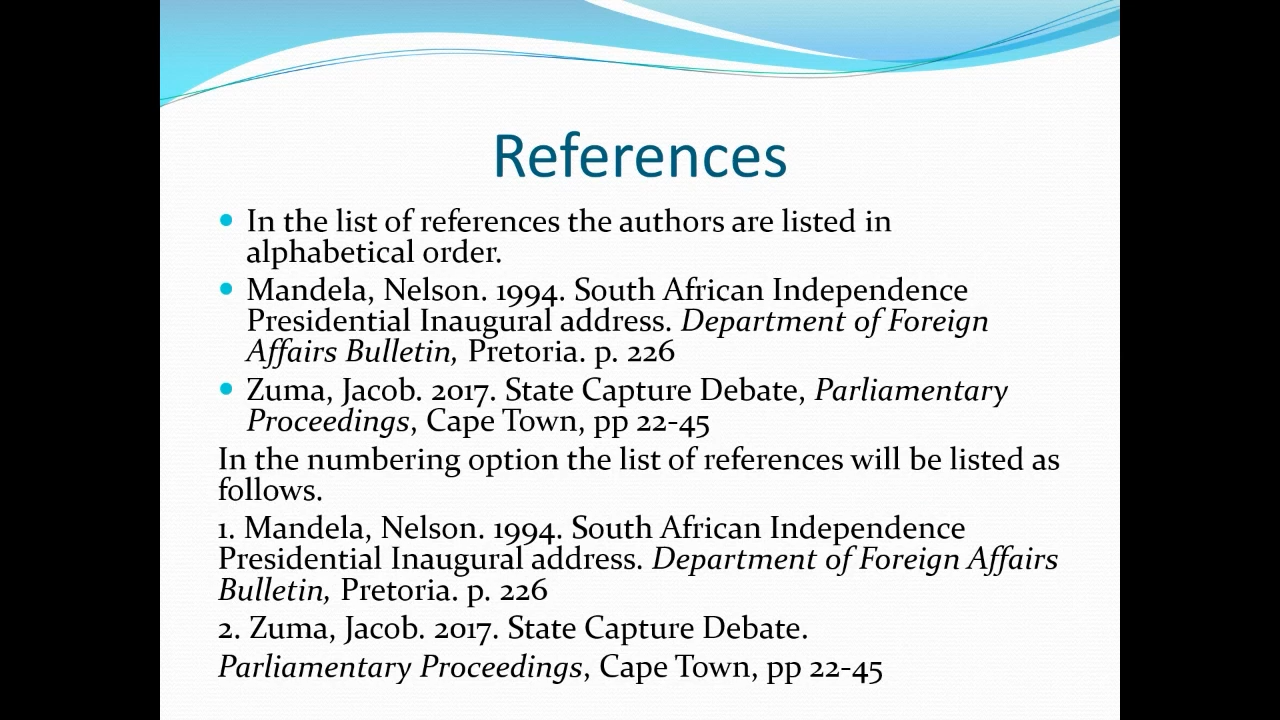 References
In the list of references the authors are listed in
alphabetical order.
Mandela, Nelson. 1994. South African Independence
Presidential Inaugural address. Department of Foreign
Affairs Bulletin, Pretoria. p. 226
Zuma, Jacob. 2017. State Capture Debate, Parliamentary
Proceedings, Cape Town, pp 22-45
In the numbering option the list of references will be listed as
follows.
1. Mandela, Nelson. 1994. South African Independence
Presidential Inaugural address. Department of Foreign Affairs
Bulletin, Pretoria. p. 226
2. Zuma, Jacob. 2017. State Capture Debate.
Parliamentary Proceedings, Cape Town, pp 22-45